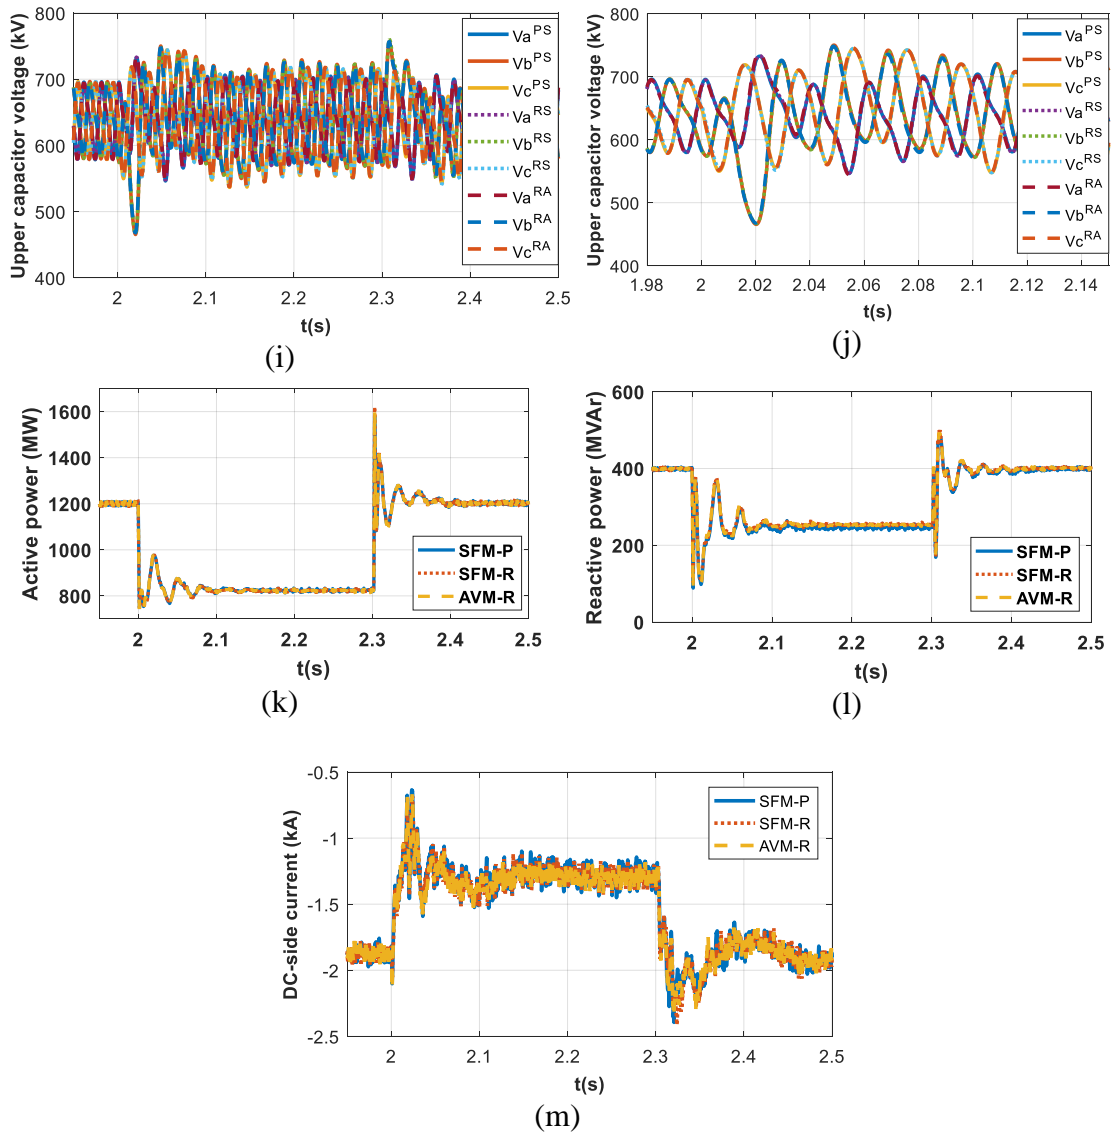 Upper capacitor voltage (kV)
800
700
600
500
400
2
2.1
2.2
2.3
2.4
2.5
t(s)
Va^PS
Vb^PS
Vc^PS
Va^RS
Vb^RS
Vc^RS
Va^RA
Vb^RA
Vc^RA
(i)
Upper capacitor voltage (kV)
800
700
600
500
400
1.98
2
2.02
2.04
2.06
2.08
2.1
2.12
2.14
t(s)
Va^PS
Vb^PS
Vc^PS
Va^RS
Vb^RS
Vc^RS
Va^RA
Vb^RA
Vc^RA
(j)
Active power (MW)
1600
1400
1200
1000
800
2
2.1
2.2
2.3
2.4
2.5
t(s)
SFM-P
SFM-R
AVM-R
(k)
Reactive power (MVAr)
600
400
200
0
2
2.1
2.2
2.3
2.4
2.5
t(s)
SFM-P
SFM-R
AVM-R
(l)
DC-side current (kA)
-0.5
-1
-1.5
-2
-2.5
2
2.1
2.2
2.3
2.4
2.5
t(s)
SFM-P
SFM-R
AVM-R
(m)